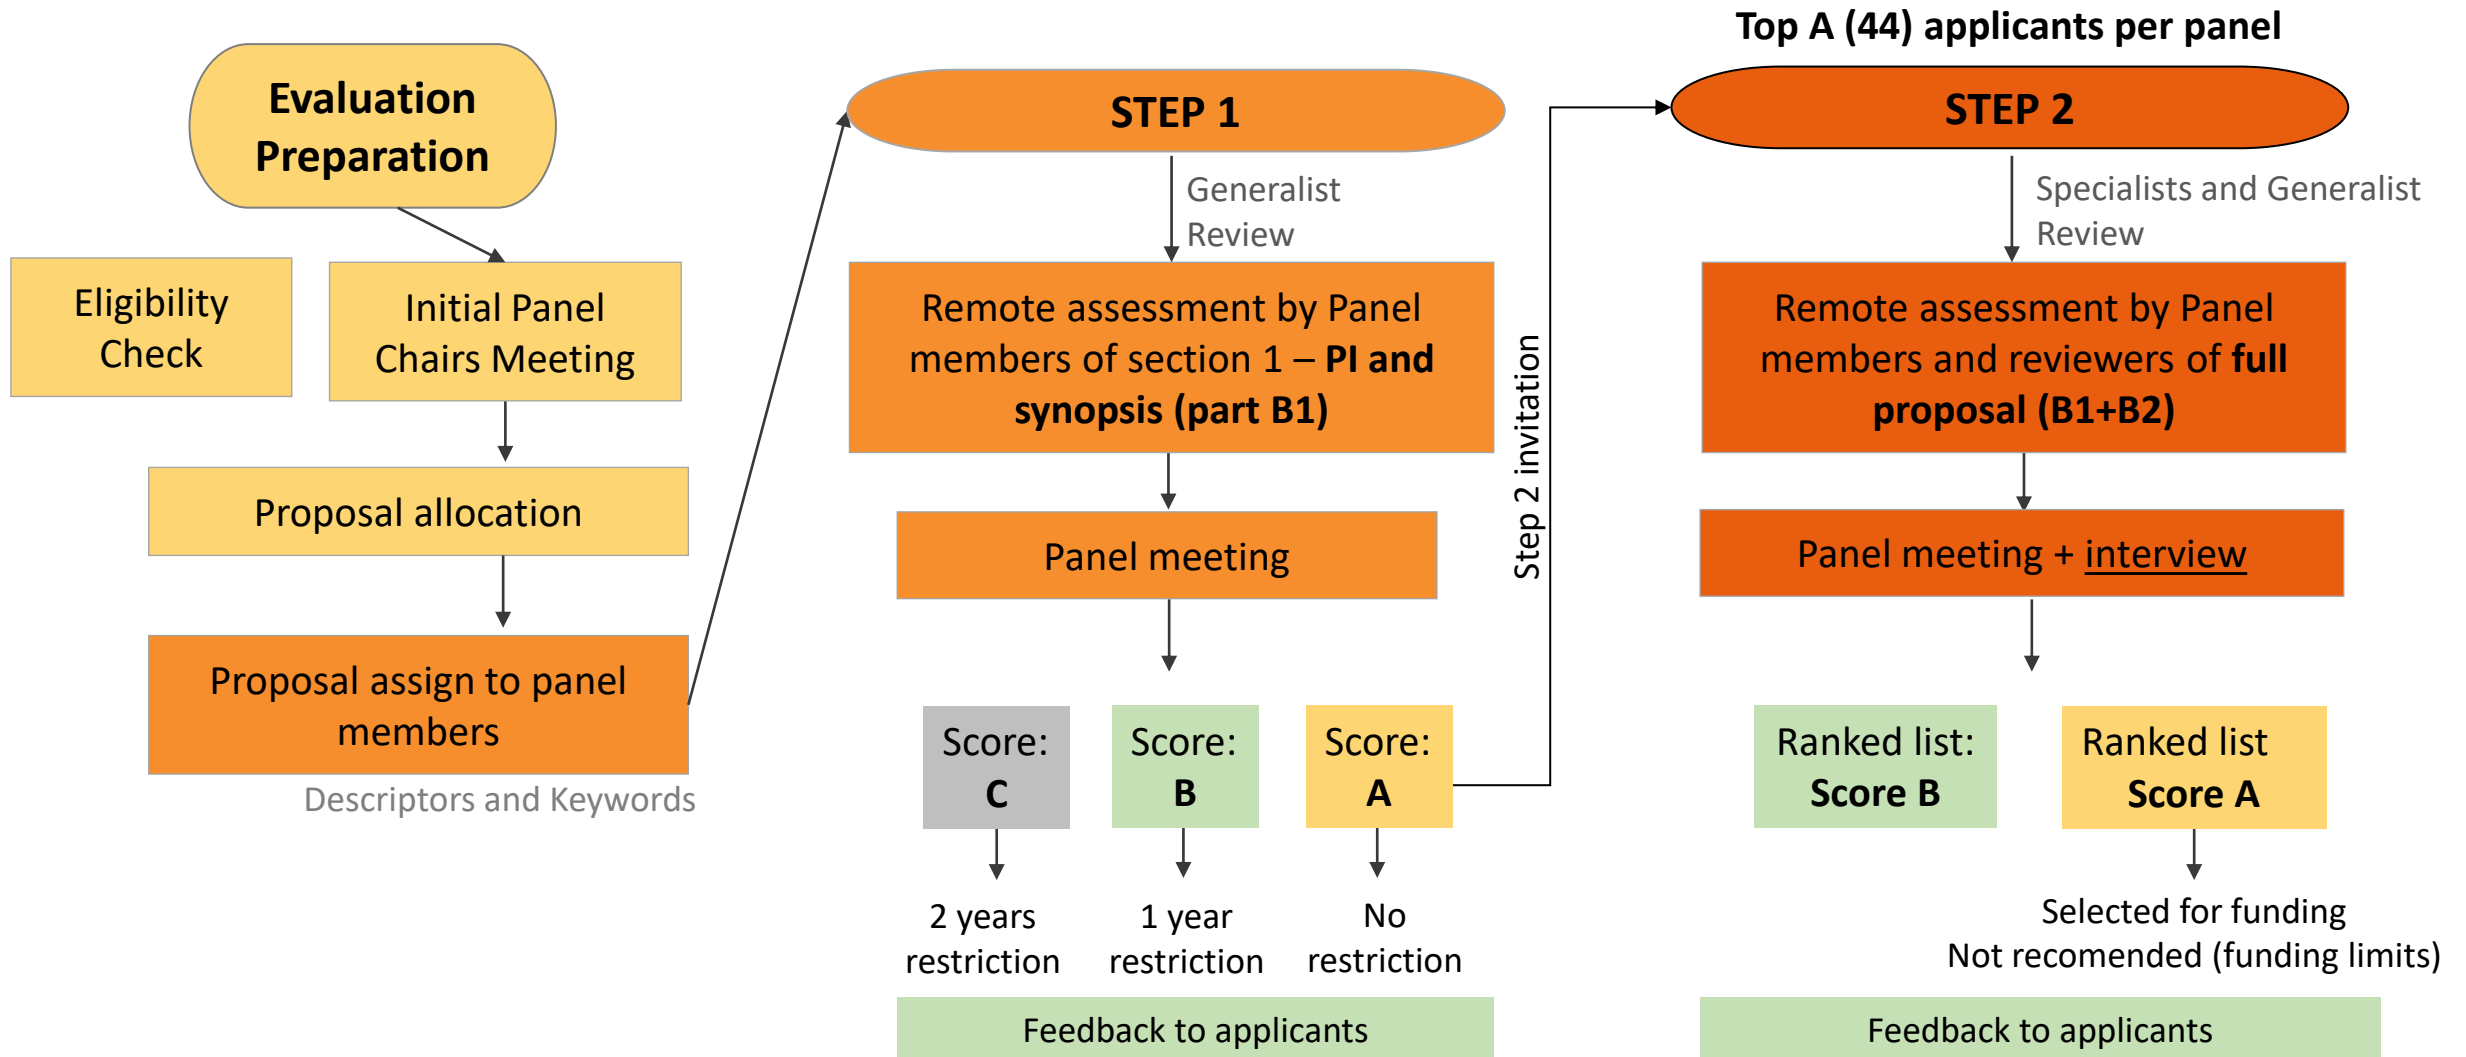 Evaluation
Preparation
Eligibility
Check
Initial Panel
Chairs Meeting
Proposal allocation
Proposal assign to panel
members
Descriptors and Keywords
STEP 1
Generalist
Review
Remote assessment by Panel
members of section 1 – PI and
synopsis (part B1)
Panel meeting
Score:
C
Score:
B
Score:
A
2 years
restriction
1 year
restriction
No
restriction
Feedback to applicants
Step 2 invitation
Top A (44) applicants per panel
STEP 2
Specialists and Generalist
Review
Remote assessment by Panel
members and reviewers of full
proposal (B1+B2)
Panel meeting + interview
Ranked list:
Score B
Ranked list
Score A
Selected for funding
Not recomended (funding limits)
Feedback to applicants